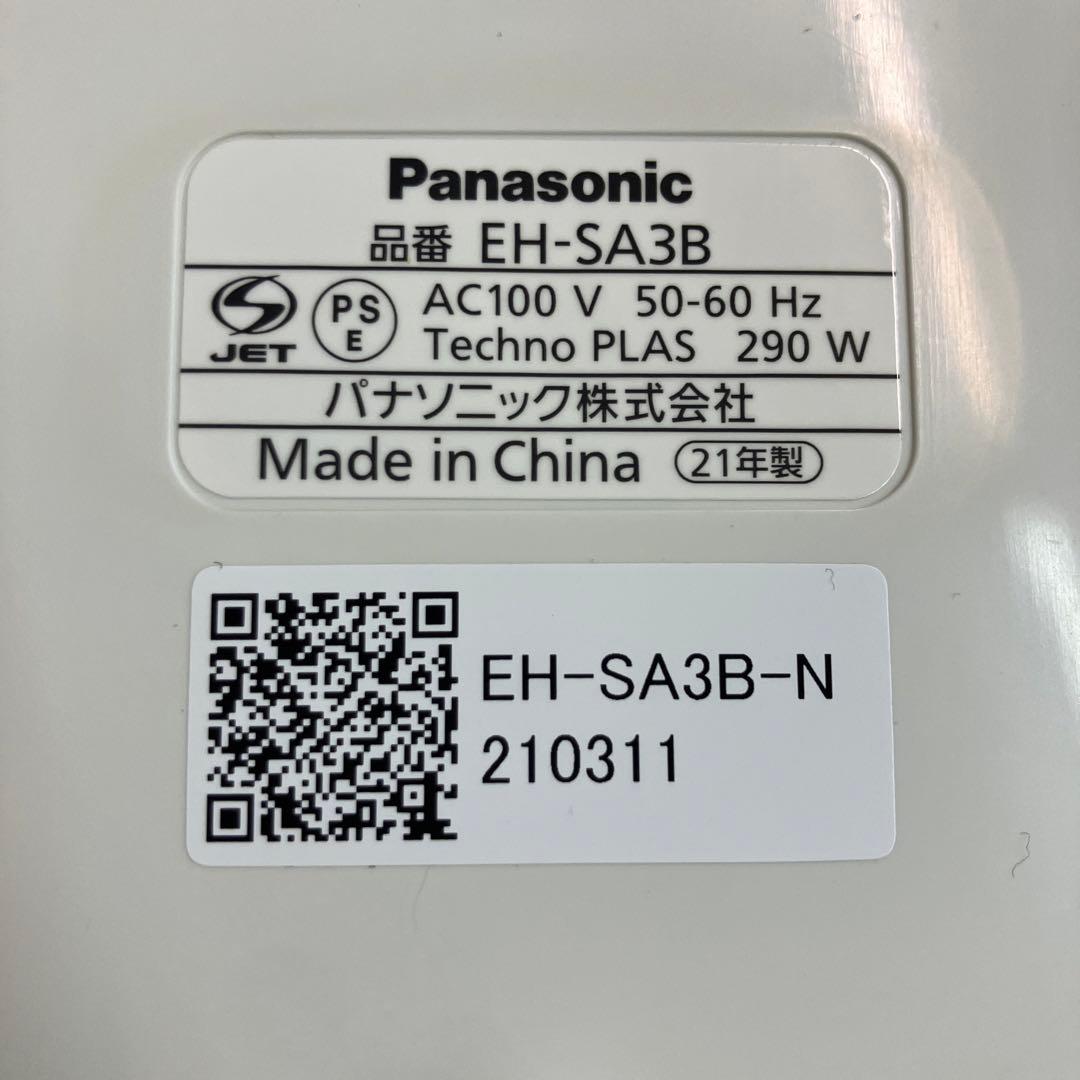 Panasonic
品番 EH-SA3B
JET PS E AC100 V 50-60 Hz
Techno PLAS 290 W
パナソニック株式会社
Made in China 21年製
EH-SA3B-N
210311